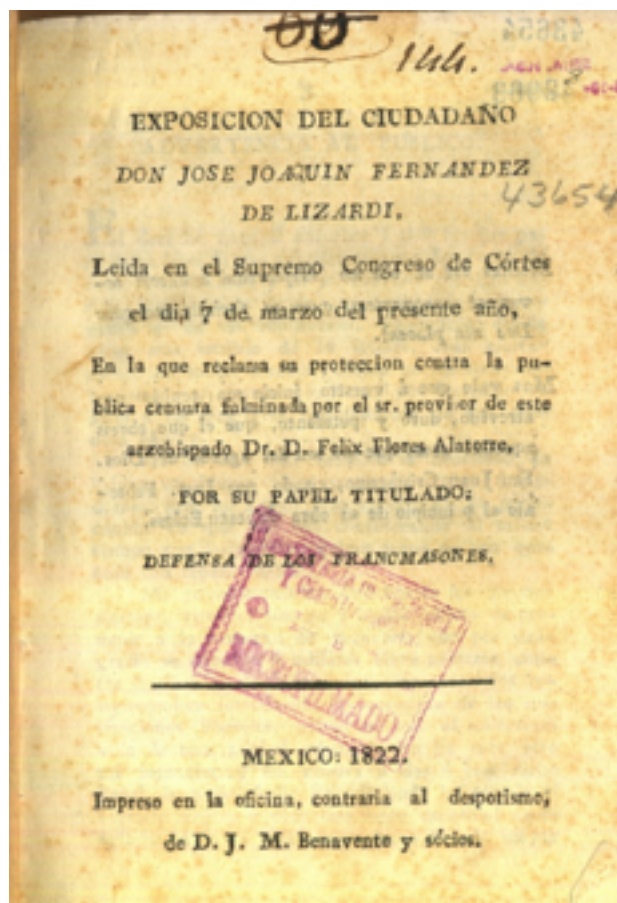 144.
43654
EXPOSICION DEL CIUDADAÑO
DON JOSE JOAQUIN FERNANDEZ
DE LIZARDI.
43654
Leida en el Supremo Congreso de Córtes
el dia 7 de marzo del presente año,
En la que reclama su proteccion contra la pu-
blica censura fulminada por el sr. provisor de este
arzobispado Dr. D. Felix Flores Alatorre,
POR SU PAPEL TITULADO:
DEFENSA DE LOS FRANCMASONES.
MICROFILMADO
MEXICO: 1822.
Impreso en la oficina, contraria al despotismo,
de D. J. M. Benavente y sócios.